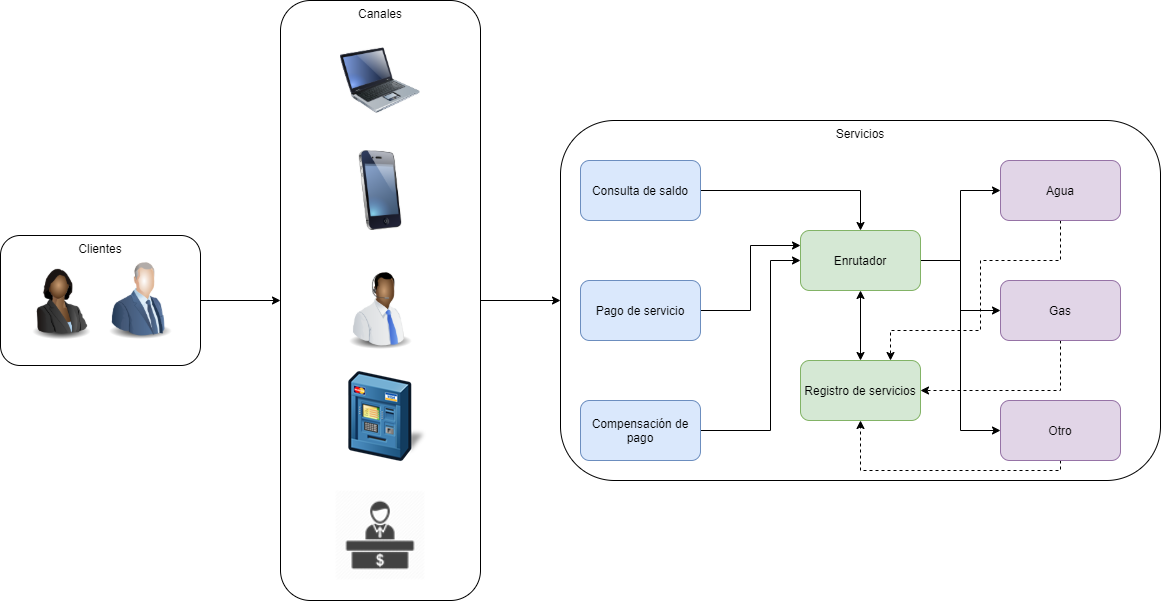 Canales
Servicios
Consulta de saldo
Agua
Clientes
Enrutador
Pago de servicio
Gas
Registro de servicios
Compensación de
pago
Otro
$